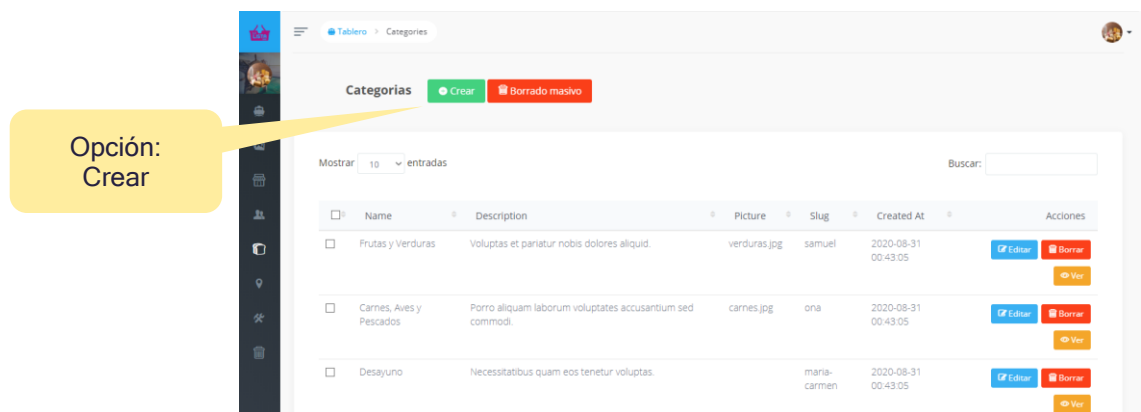 Tablero > Categories
Categorias Crear Borrado masivo
Opción:
Crear
Mostrar 10 entradas Buscar:
Name Description Picture Slug Created At Acciones
Frutas y Verduras Voluptas et pariatur nobis dolores aliquid. verduras.jpg samuel 2020-08-31 Editar Borrar
00:43:05
Ver
Carnes, Aves y Porro aliquam laborum voluptates accusantium sed carnes.jpg ona 2020-08-31 Editar Borrar
Pescados commodi. 00:43:05
Ver
Desayuno Necessitatibus quam eos tenetur voluptas. maria- 2020-08-31 Editar Borrar
carmen 00:43:05
Ver